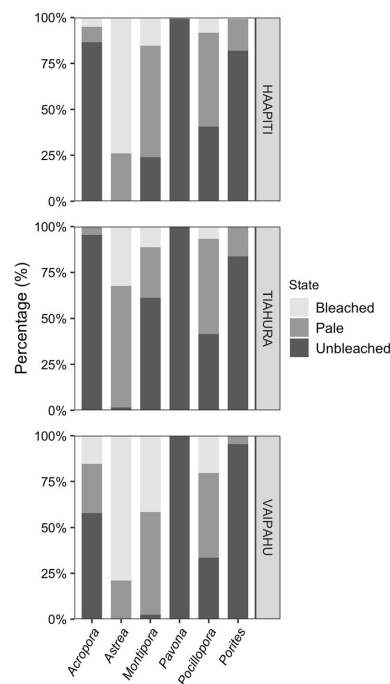 100%
75%
50%
25%
0%
HAAPITI
100%
75%
50%
25%
0%
TIAHURA
Percentage (%)
State
Bleached
Pale
Unbleached
100%
75%
50%
25%
0%
VAIPAHU
Acropora
Astrea
Montipora
Pavona
Pocillopora
Porites